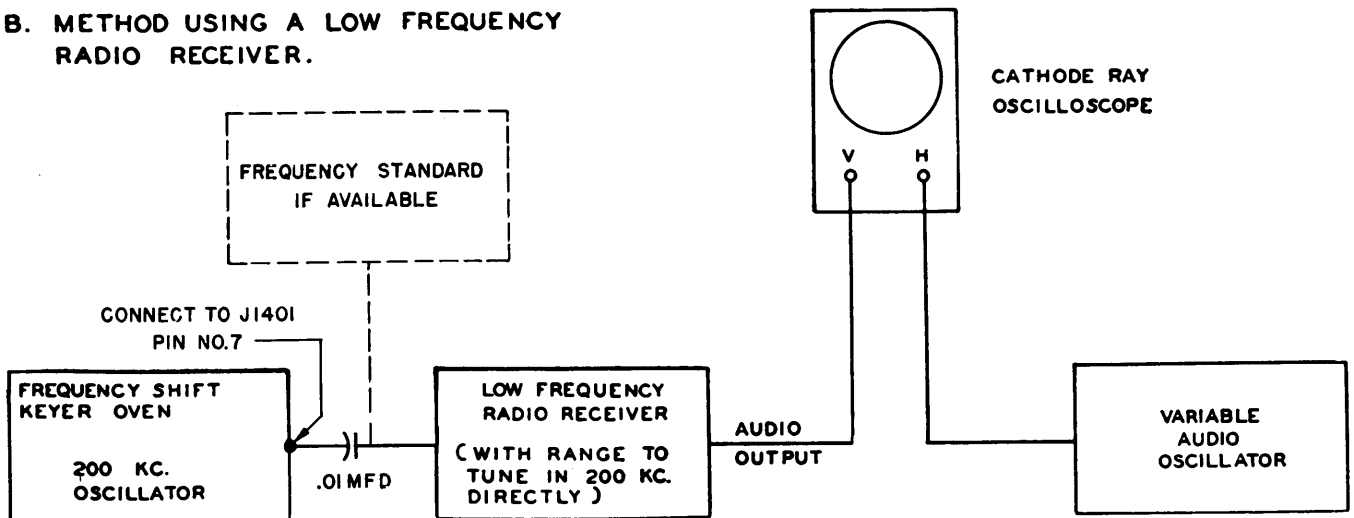 B. METHOD USING A LOW FREQUENCY
RADIO RECEIVER.
CATHODE RAY
OSCILLOSCOPE
V H
FREQUENCY STANDARD
IF AVAILABLE
CONNECT TO J1401
PIN NO.7
FREQUENCY SHIFT
KEYER OVEN
200 KC.
OSCILLATOR
.01MFD
LOW FREQUENCY
RADIO RECEIVER
(WITH RANGE TO
TUNE IN 200 KC.
DIRECTLY)
AUDIO
OUTPUT
VARIABLE
AUDIO
OSCILLATOR